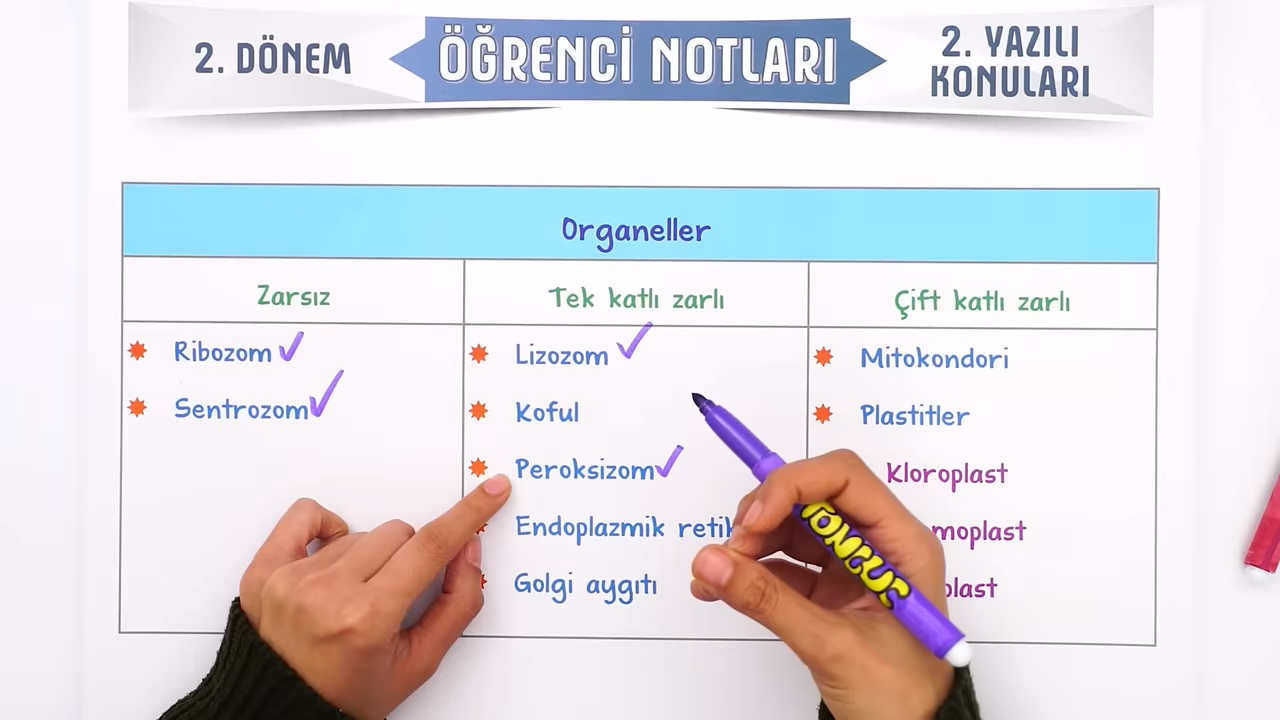 2. DÖNEM
ÖĞRENCİ NOTLARI
2. YAZILI
KONULARI
Organeller
Zarsız
Tek katlı zarlı
Çift katlı zarlı
Ribozom
Sentrozom
Lizozom
Koful
Peroksizom
Endoplazmik
Golgi aygıtı
Mitokondori
Plastitler
Kloroplast
TONGUÇ